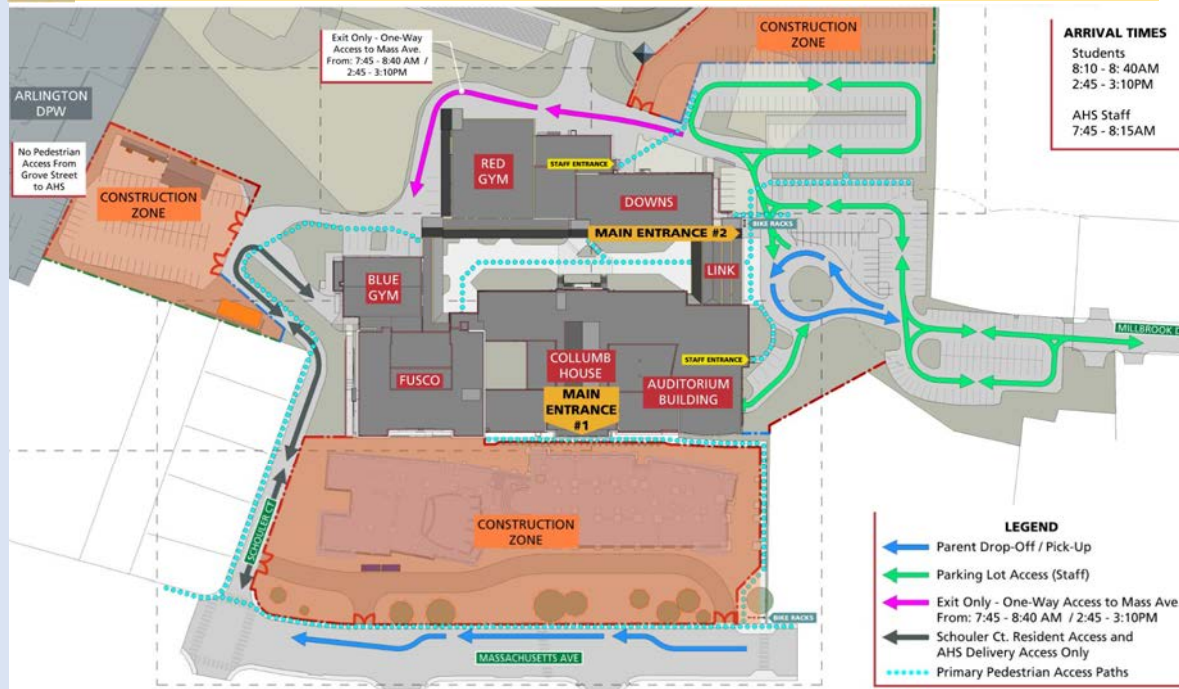 Exit Only - One-Way
Access to Mass Ave.
From: 7:45 - 8:40 AM /
2:45 - 3:10PM
CONSTRUCTION
ZONE
ARRIVAL TIMES
Students
8:10 - 8: 40AM
2:45 - 3:10PM
AHS Staff
7:45 - 8:15AM
ARLINGTON
DPW
No Pedestrian
Access From
Grove Street
to AHS
CONSTRUCTION
ZONE
RED
GYM
STAFF ENTRANCE
DOWNS
BIKE RACKS
MAIN ENTRANCE #2
LINK
BLUE
GYM
MILLBROOK
FUSCO
COLLUMB
HOUSE
STAFF ENTRANCE
AUDITORIUM
BUILDING
MAIN
ENTRANCE
#1
SCHOULER CT
CONSTRUCTION
ZONE
BIKE RACKS
MASSACHUSETTS AVE
LEGEND
Parent Drop-Off / Pick-Up
Parking Lot Access (Staff)
Exit Only - One-Way Access to Mass Ave
From: 7:45 - 8:40 AM / 2:45 - 3:10PM
Schouler Ct. Resident Access and
AHS Delivery Access Only
Primary Pedestrian Access Paths